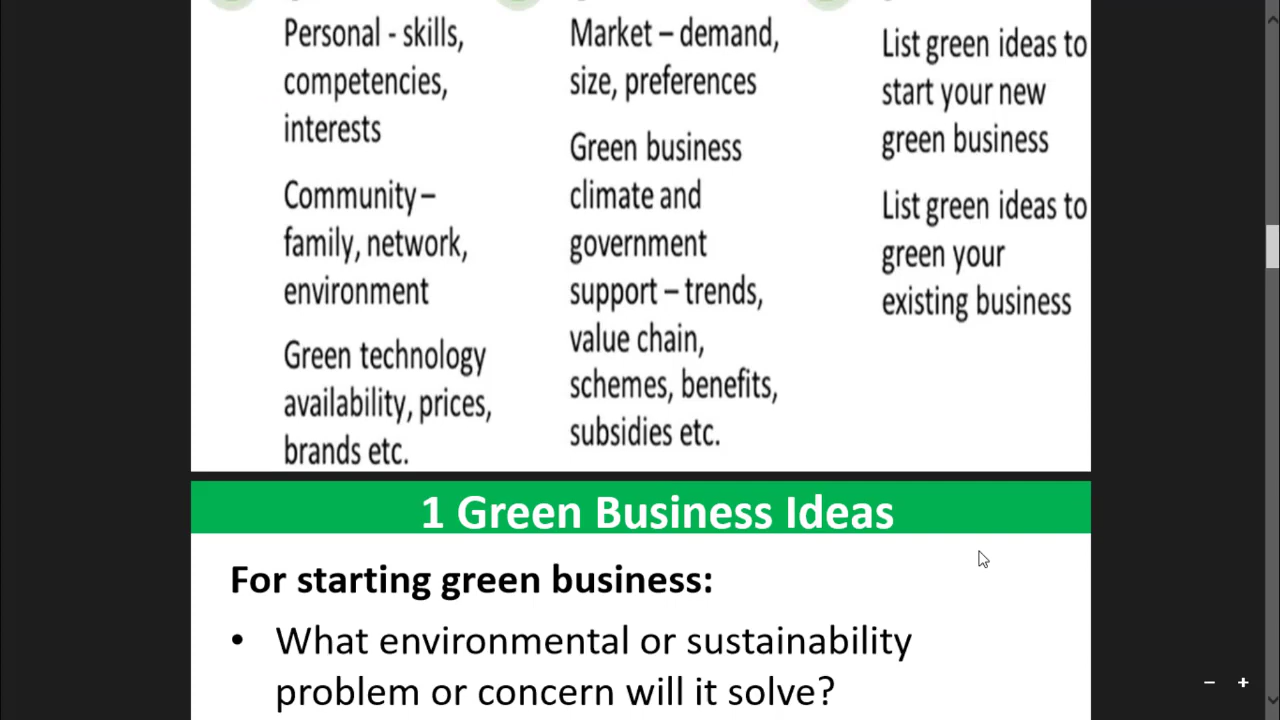 Personal - skills,
competencies,
interests
Community –
family, network,
environment
Green technology
availability, prices,
brands etc.
Market – demand,
size, preferences
Green business
climate and
government
support – trends,
value chain,
schemes, benefits,
subsidies etc.
List green ideas to
start your new
green business
List green ideas to
green your
existing business
1 Green Business Ideas
For starting green business:
• What environmental or sustainability
problem or concern will it solve?